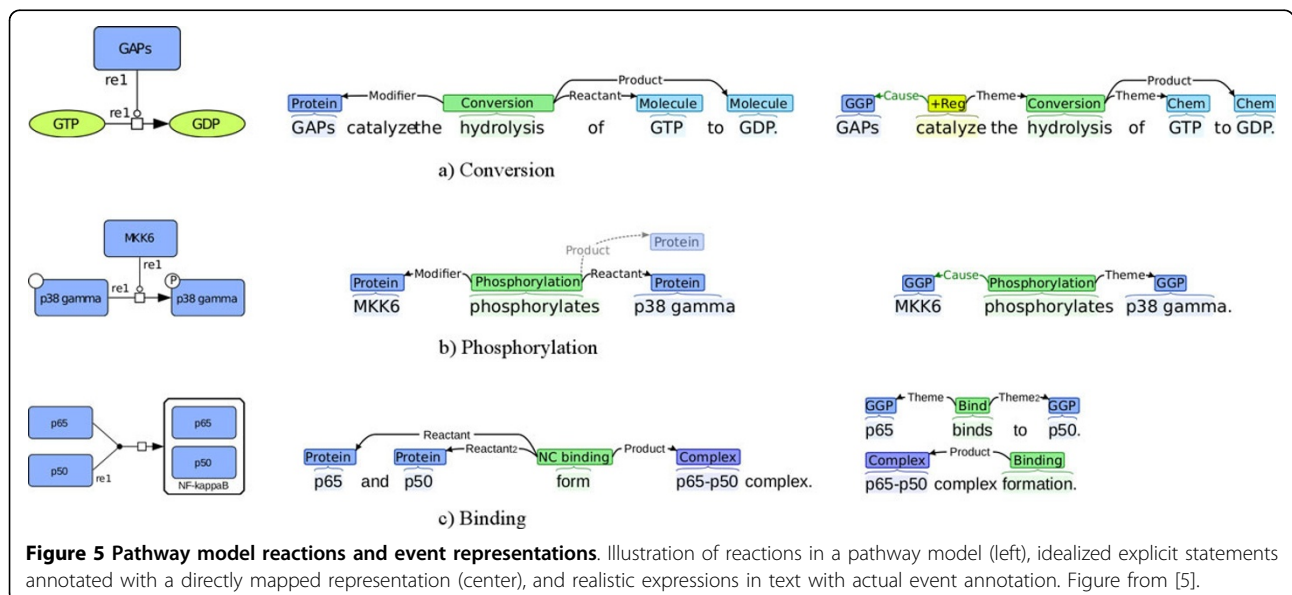 GAPs
re1
re1
GTP
GDP
Product
Protein Modifier Conversion Reactant Molecule Molecule
GAPs catalyzethe hydrolysis of GTP to GDP.
Product
GGP Cause +Reg Theme Conversion Theme Chem Chem
GAPs catalyze the hydrolysis of GTP to GDP.
a) Conversion
MKK6
re1
P
p38 gamma
re1
p38 gamma
Product Protein
Protein Modifier Phosphorylation Reactant Protein
MKK6 phosphorylates p38 gamma
GGP Cause Phosphorylation Theme GGP
MKK6 phosphorylates p38 gamma.
b) Phosphorylation
p65
p50
re1
p65
p50
NF-kappaB
Reactant
Protein Protein Reactant2 NC binding Product Complex
p65 and p50 form p65-p50 complex.
GGP Theme Bind Theme2 GGP
p65 binds to p50.
Complex Product Binding
p65-p50 complex formation.
c) Binding
Figure 5 Pathway model reactions and event representations. Illustration of reactions in a pathway model (left), idealized explicit statements
annotated with a directly mapped representation (center), and realistic expressions in text with actual event annotation. Figure from [5].